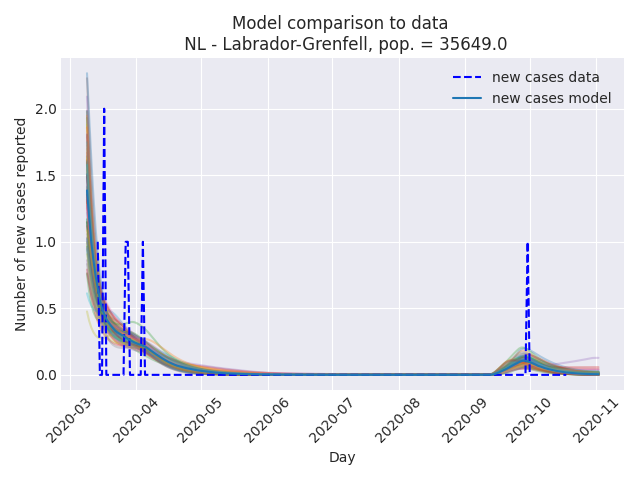 Model comparison to data
NL - Labrador-Grenfell, pop. = 35649.0
new cases data
new cases model
Number of new cases reported
2.0
1.5
1.0
0.5
0.0
2020-03
2020-04
2020-05
2020-06
2020-07
2020-08
2020-09
2020-10
2020-11
Day